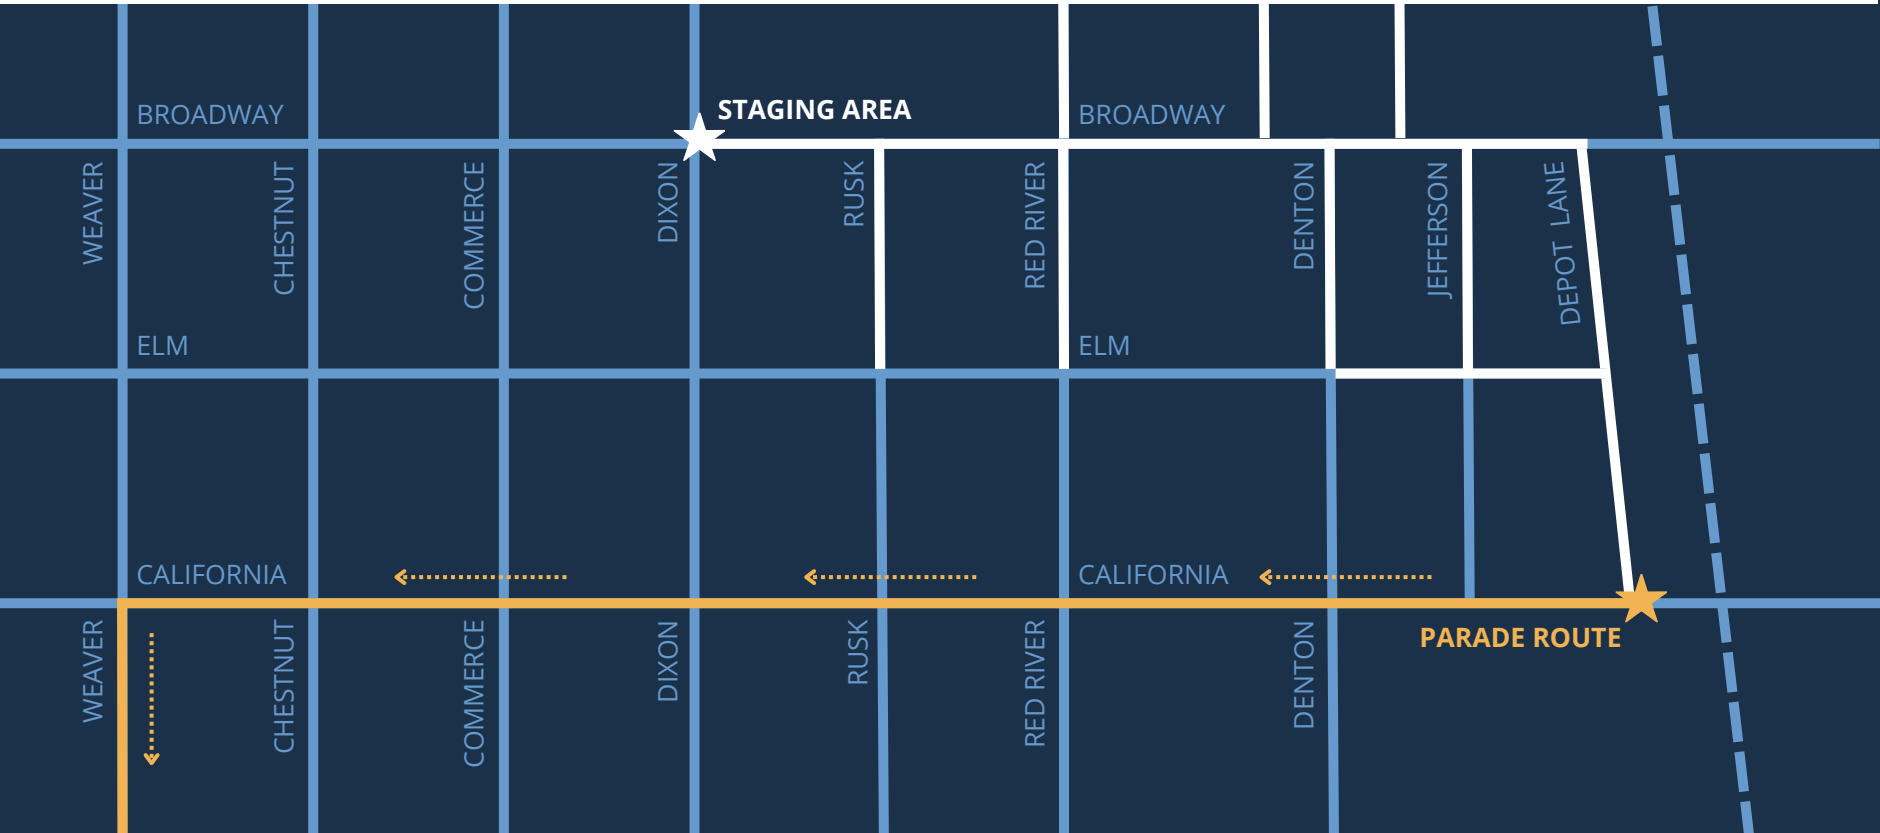 STAGING AREA
BROADWAY
BROADWAY
WEAVER
CHESTNUT
COMMERCE
DIXON
RUSK
RED RIVER
DENTON
JEFFERSON
DEPOT LANE
ELM
ELM
CALIFORNIA
CALIFORNIA
PARADE ROUTE
WEAVER
CHESTNUT
COMMERCE
DIXON
RUSK
RED RIVER
DENTON